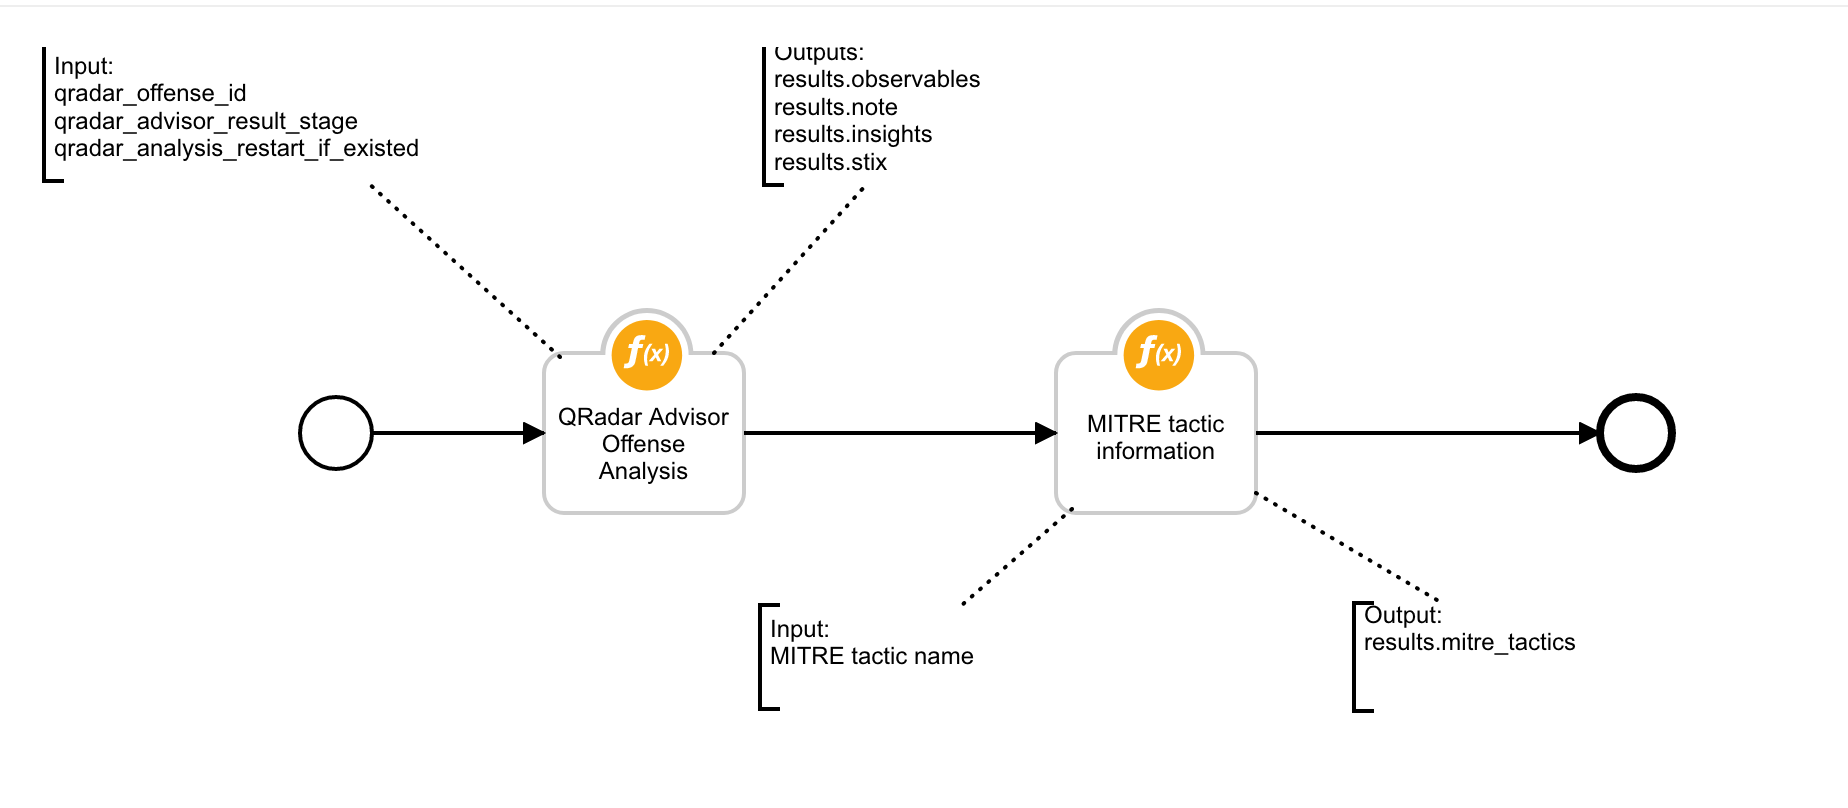 Input:
qradar_offense_id
qradar_advisor_result_stage
qradar_analysis_restart_if_existed
Outputs:
results.observables
results.note
results.insights
results.stix
f(x)
QRadar Advisor
Offense
Analysis
f(x)
MITRE tactic
information
Input:
MITRE tactic name
Output:
results.mitre_tactics